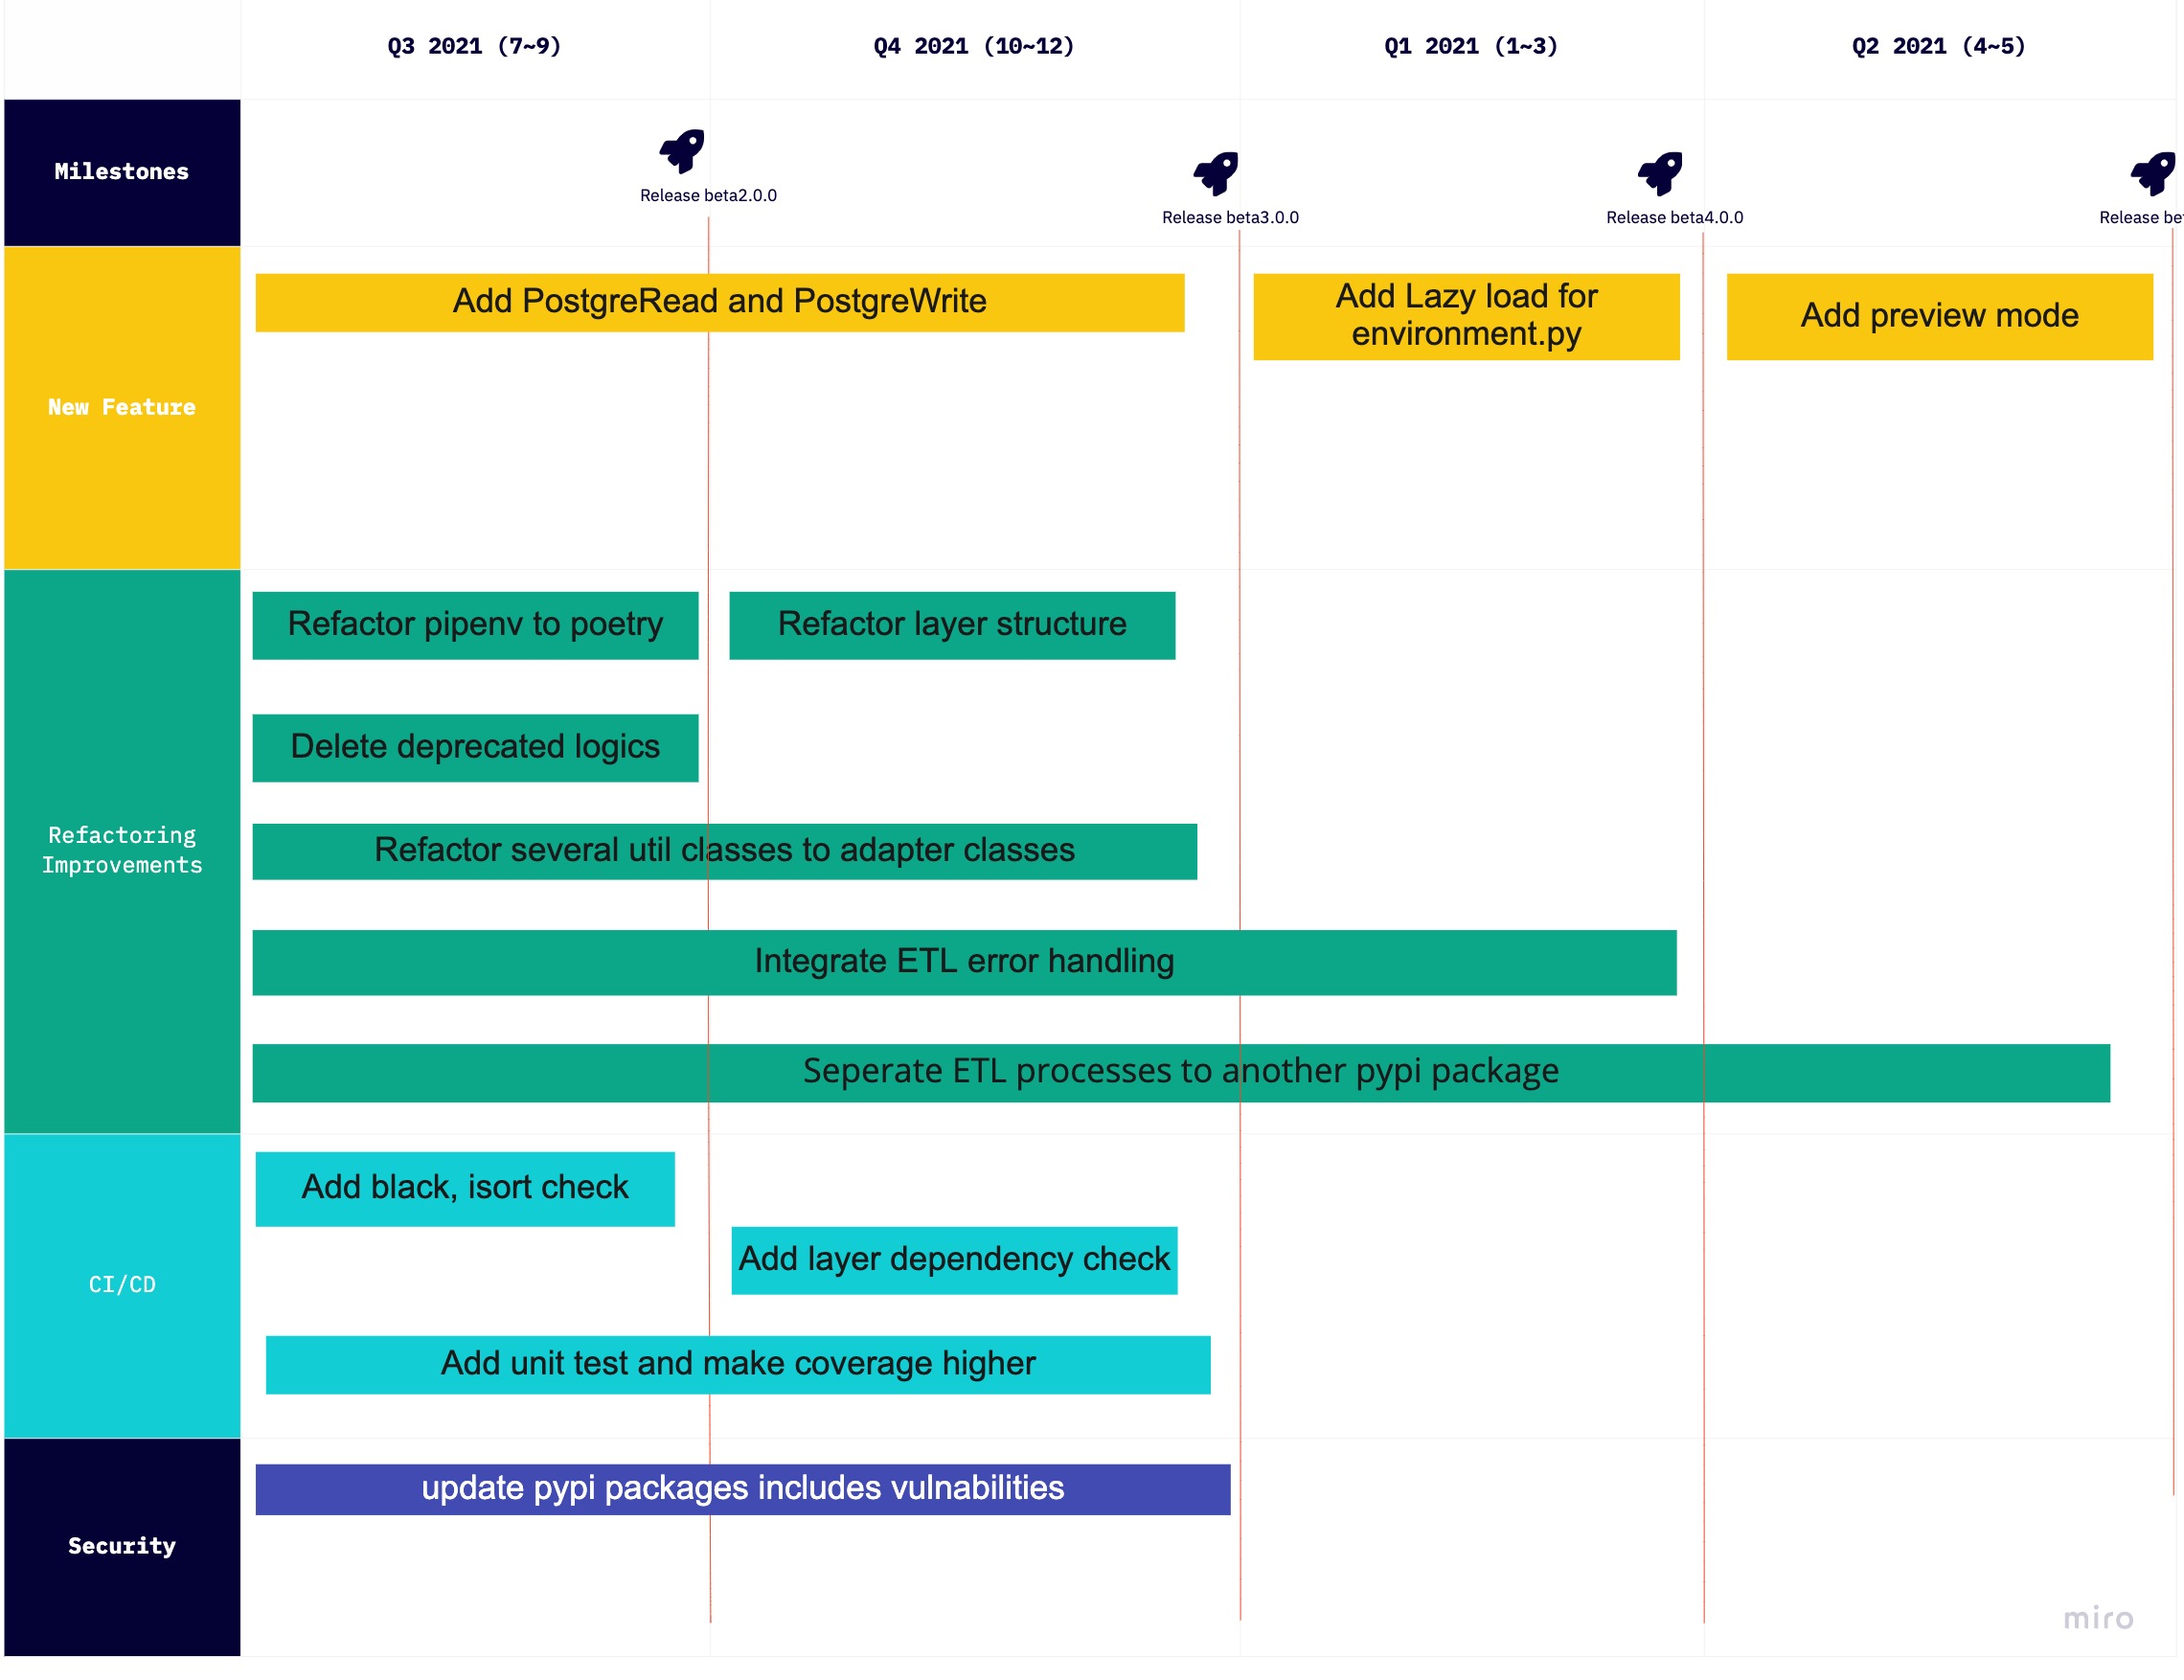 Q3 2021 (7~9)
Q4 2021 (10~12)
Q1 2021 (1~3)
Q2 2021 (4~5)
Milestones
Release beta2.0.0
Release beta3.0.0
Release beta4.0.0
Release be
New Feature
Add PostgreRead and PostgreWrite
Add Lazy load for
environment.py
Add preview mode
Refactoring
Improvements
Refactor pipenv to poetry
Refactor layer structure
Delete deprecated logics
Refactor several util classes to adapter classes
Integrate ETL error handling
Seperate ETL processes to another pypi package
CI/CD
Add black, isort check
Add layer dependency check
Add unit test and make coverage higher
Security
update pypi packages includes vulnabilities
miro